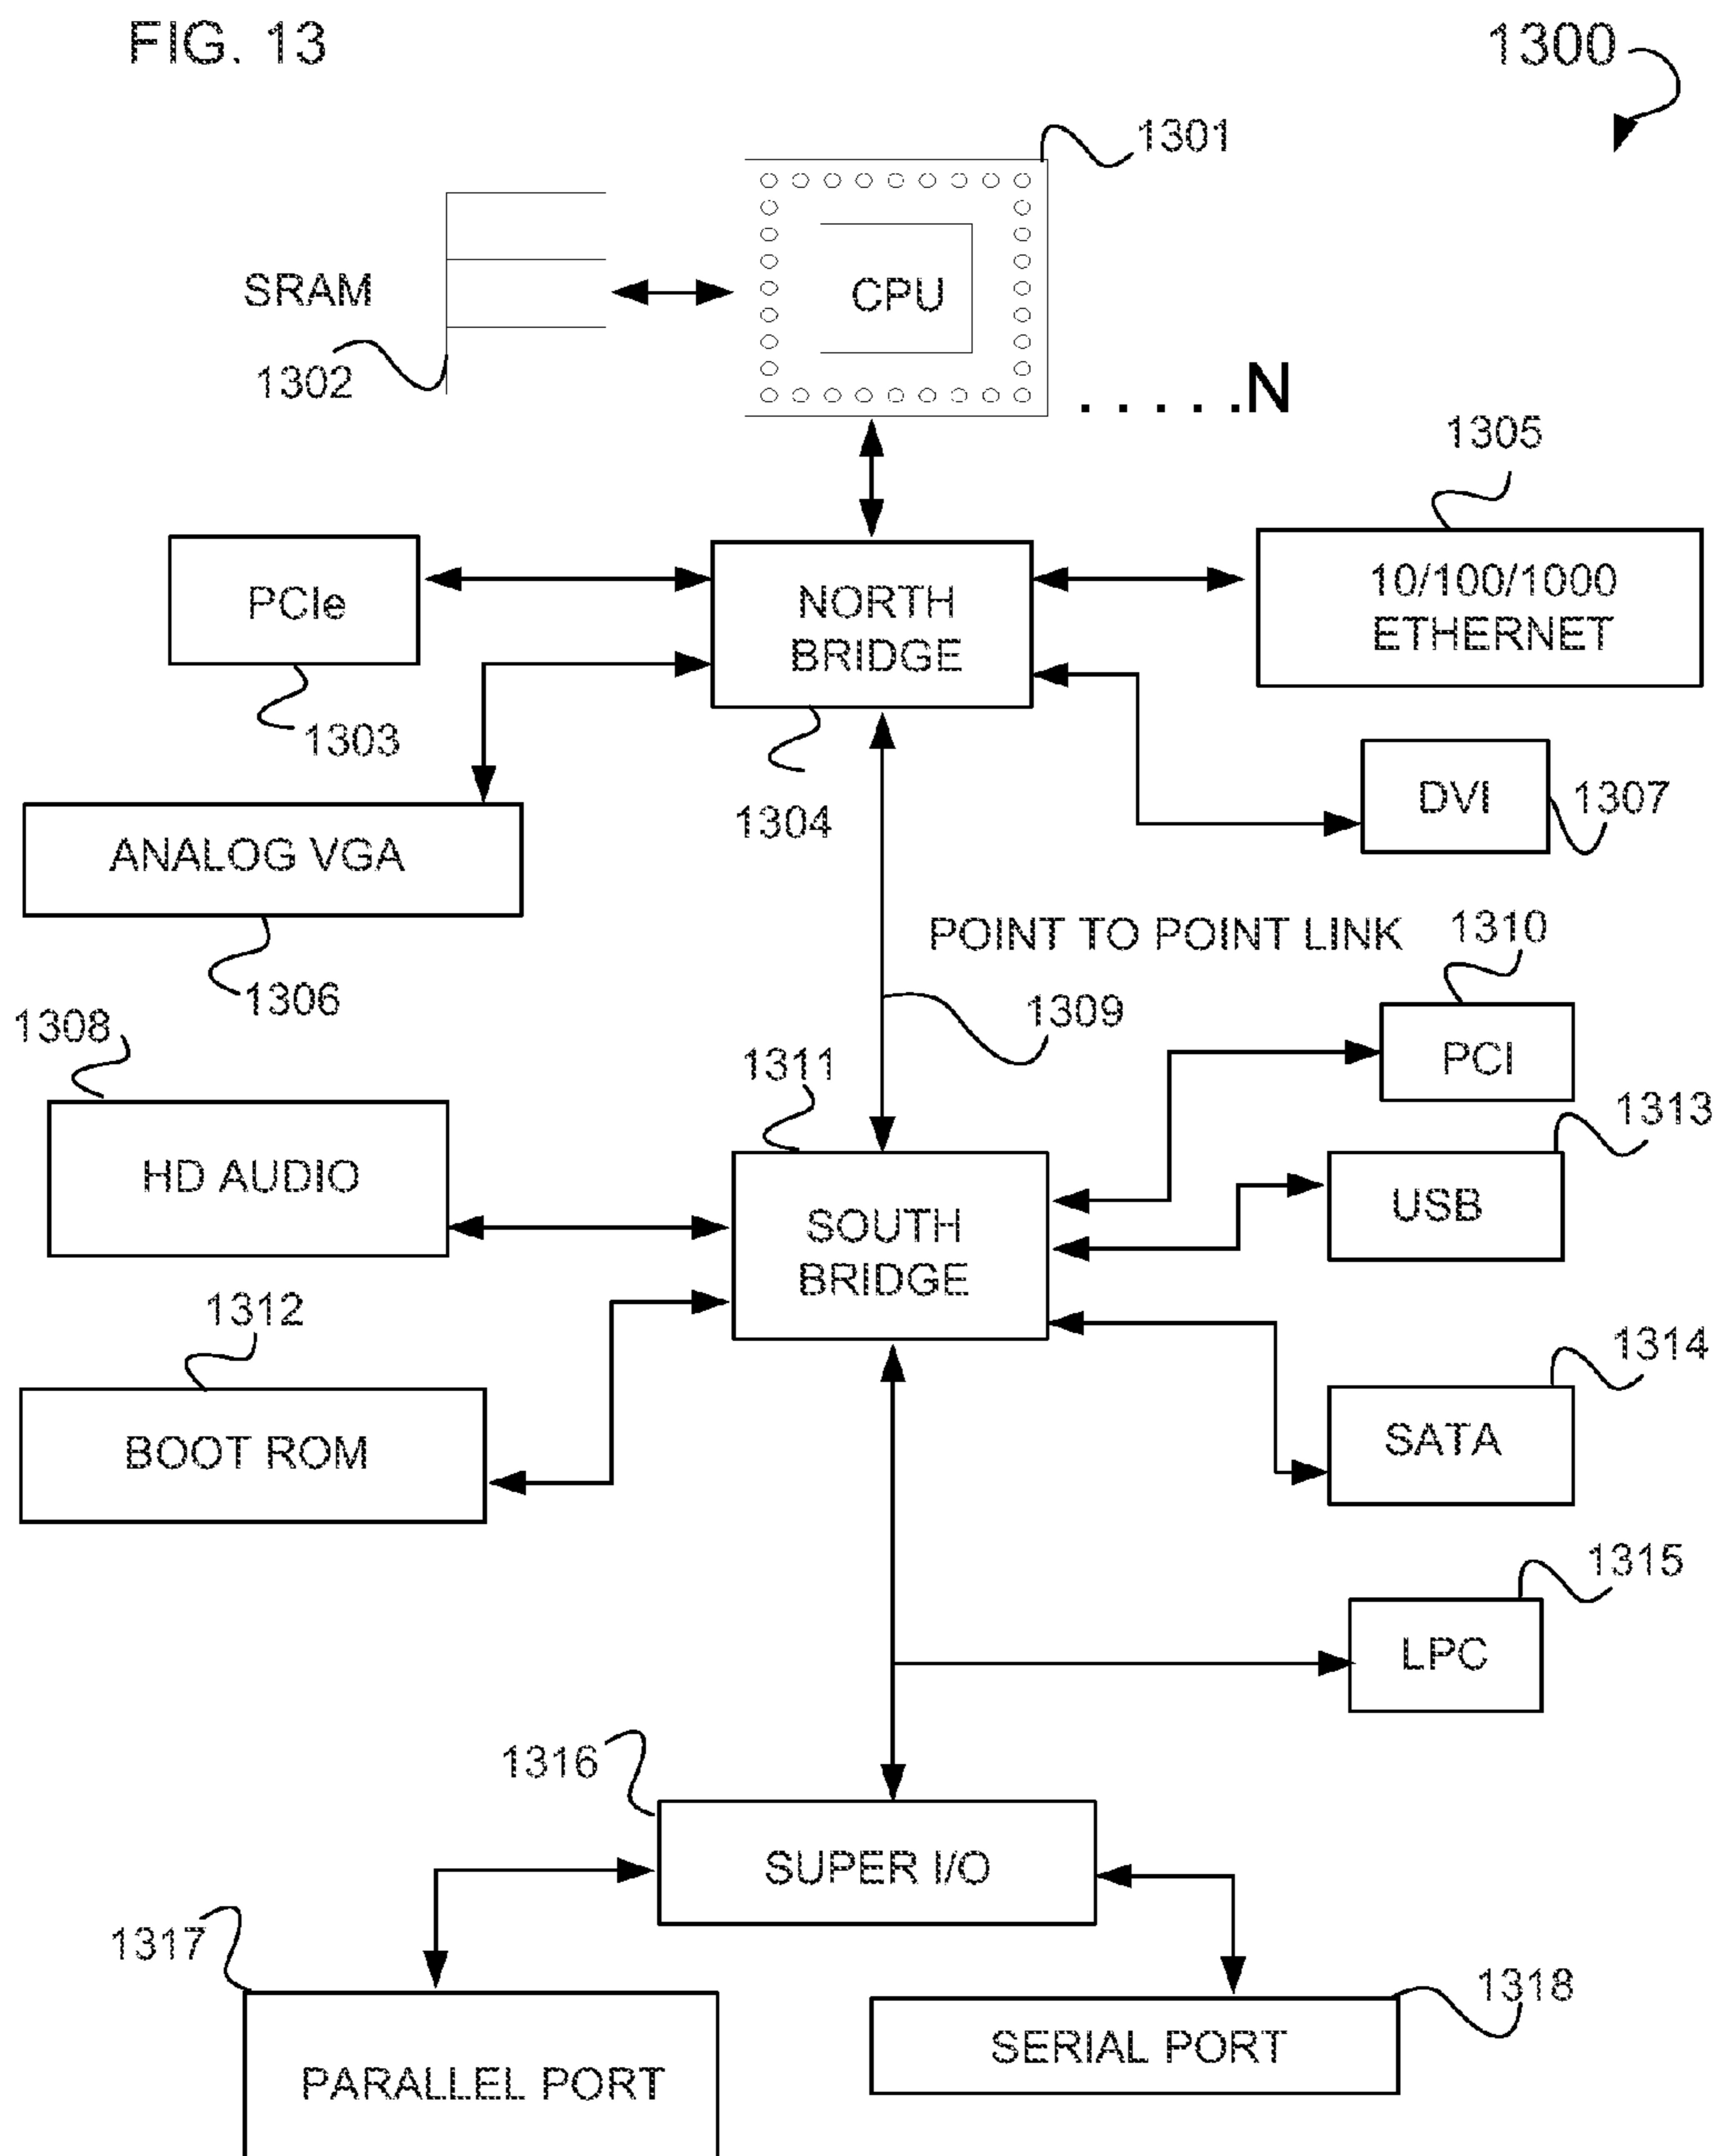 FIG. 13
1300
1301
SRAM
CPU
1302
. . . . .N
1305
PCIe
NORTH
BRIDGE
10/100/1000
ETHERNET
1303
1304
DVI
1307
ANALOG VGA
1306
POINT TO POINT LINK
1310
1308
1309
1311
PCI
1313
HD AUDIO
SOUTH
BRIDGE
USB
1312
1314
BOOT ROM
SATA
1315
LPC
1316
SUPER I/O
1317
1318
PARALLEL PORT
SERIAL PORT